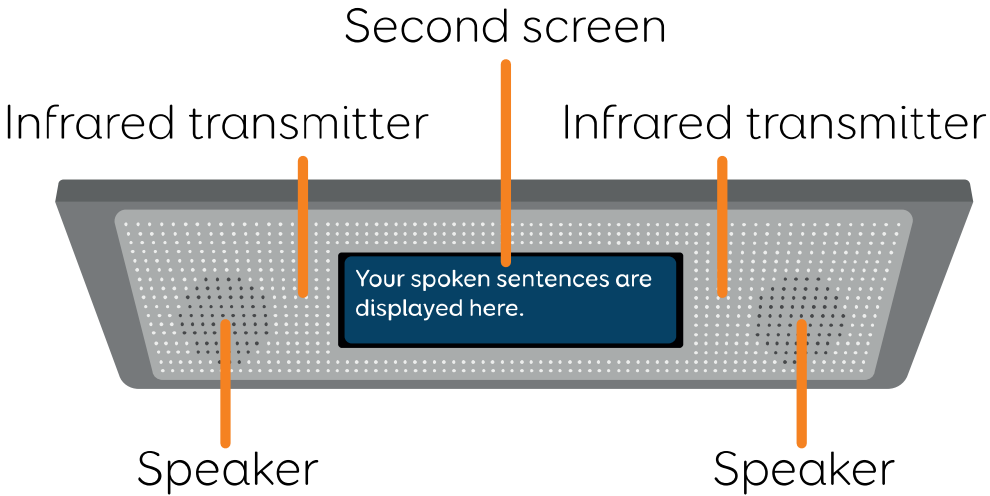 Second screen
Infrared transmitter
Infrared transmitter
Your spoken sentences are
displayed here.
Speaker
Speaker